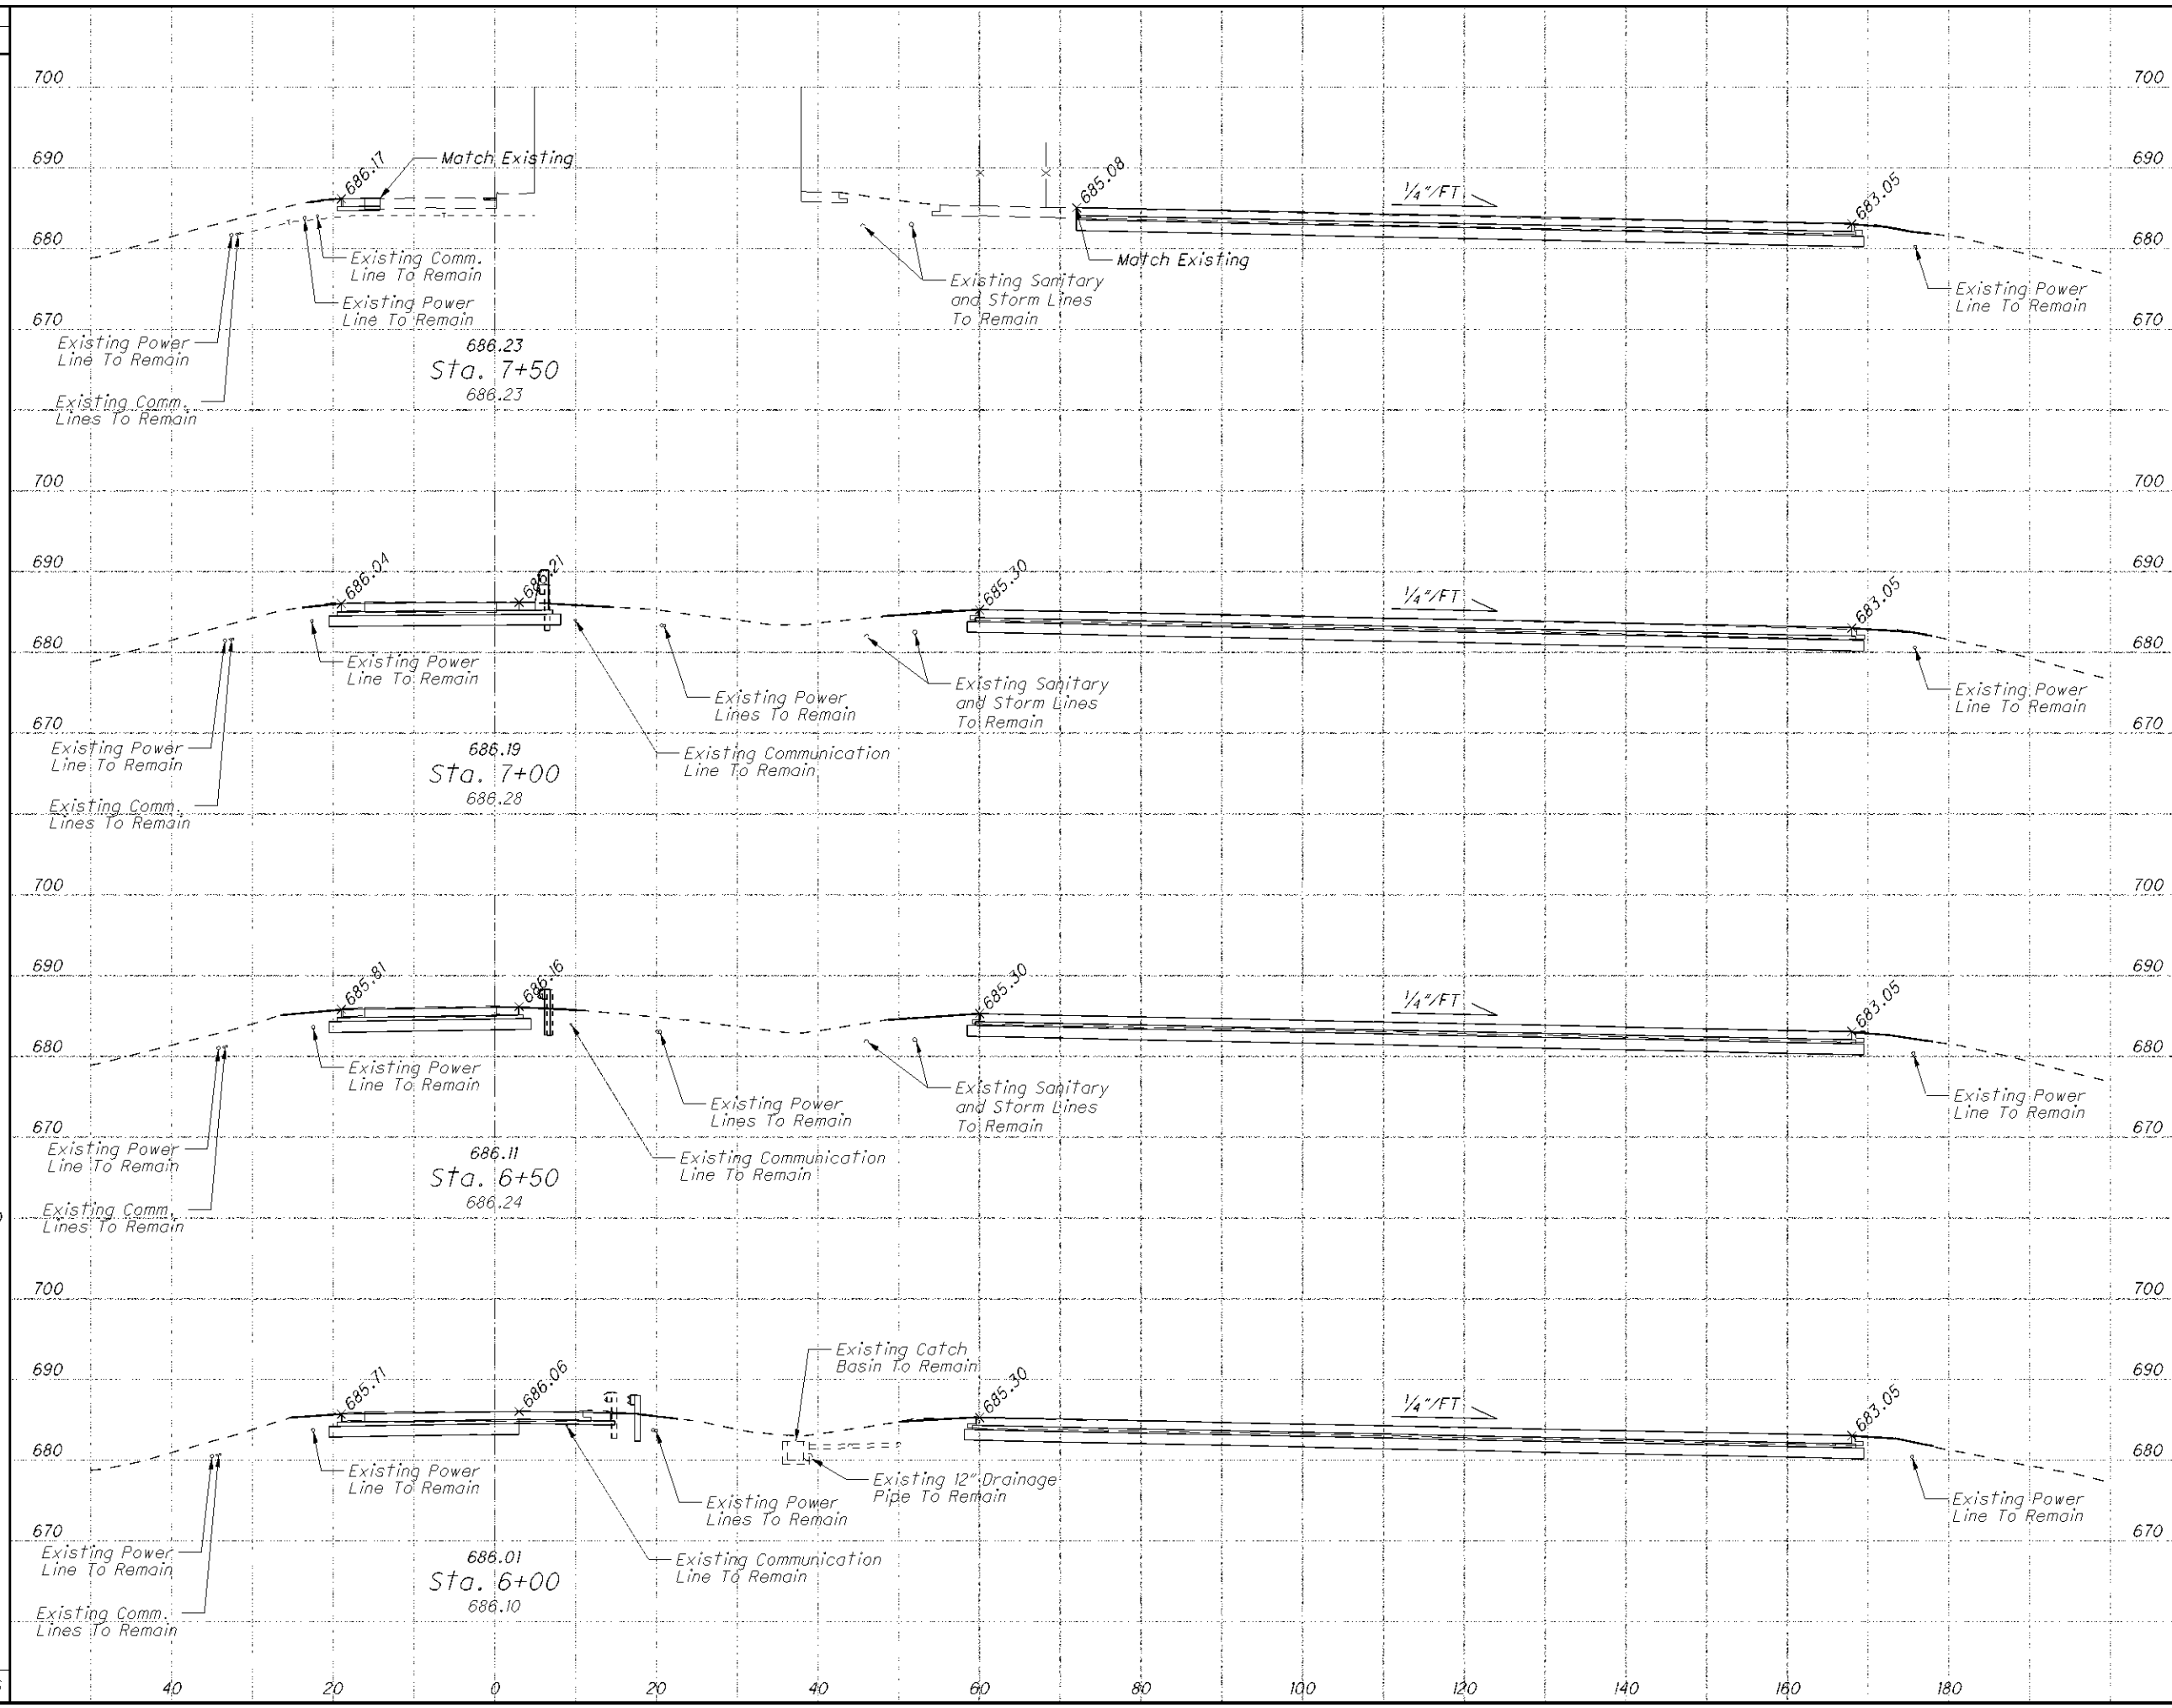 700
700
690
686.17
Match Existing
685.08
1/4"/FT
683.05
690
680
Existing Comm.
Line To Remain
Existing Power
Line To Remain
Existing Sanitary
and Storm Lines
To Remain
Match Existing
Existing Power
Line To Remain
680
670
Existing Power
Line To Remain
Existing Comm.
Lines To Remain
686.23
Sta. 7+50
686.23
670
700
700
690
686.04
686.21
685.30
1/4"/FT
683.05
690
680
Existing Power
Line To Remain
Existing Power
Lines To Remain
Existing Sanitary
and Storm Lines
To Remain
Existing Power
Line To Remain
680
670
Existing Power
Line To Remain
Existing Comm.
Lines To Remain
686.19
Sta. 7+00
686.28
Existing Communication
Line To Remain
670
700
700
690
685.81
686.16
685.30
1/4"/FT
683.05
690
680
Existing Power
Line To Remain
Existing Power
Lines To Remain
Existing Sanitary
and Storm Lines
To Remain
Existing Power
Line To Remain
680
670
Existing Power
Line To Remain
Existing Comm.
Lines To Remain
686.11
Sta. 6+50
686.24
Existing Communication
Line To Remain
670
700
700
690
685.71
686.06
Existing Catch
Basin To Remain
685.30
1/4"/FT
683.05
690
680
Existing Power
Line To Remain
Existing Power
Lines To Remain
Existing 12" Drainage
Pipe To Remain
Existing Power
Line To Remain
680
670
Existing Power
Line To Remain
Existing Comm.
Lines To Remain
686.01
Sta. 6+00
686.10
Existing Communication
Line To Remain
670
40 20 0 20 40 60 80 100 120 140 160 180